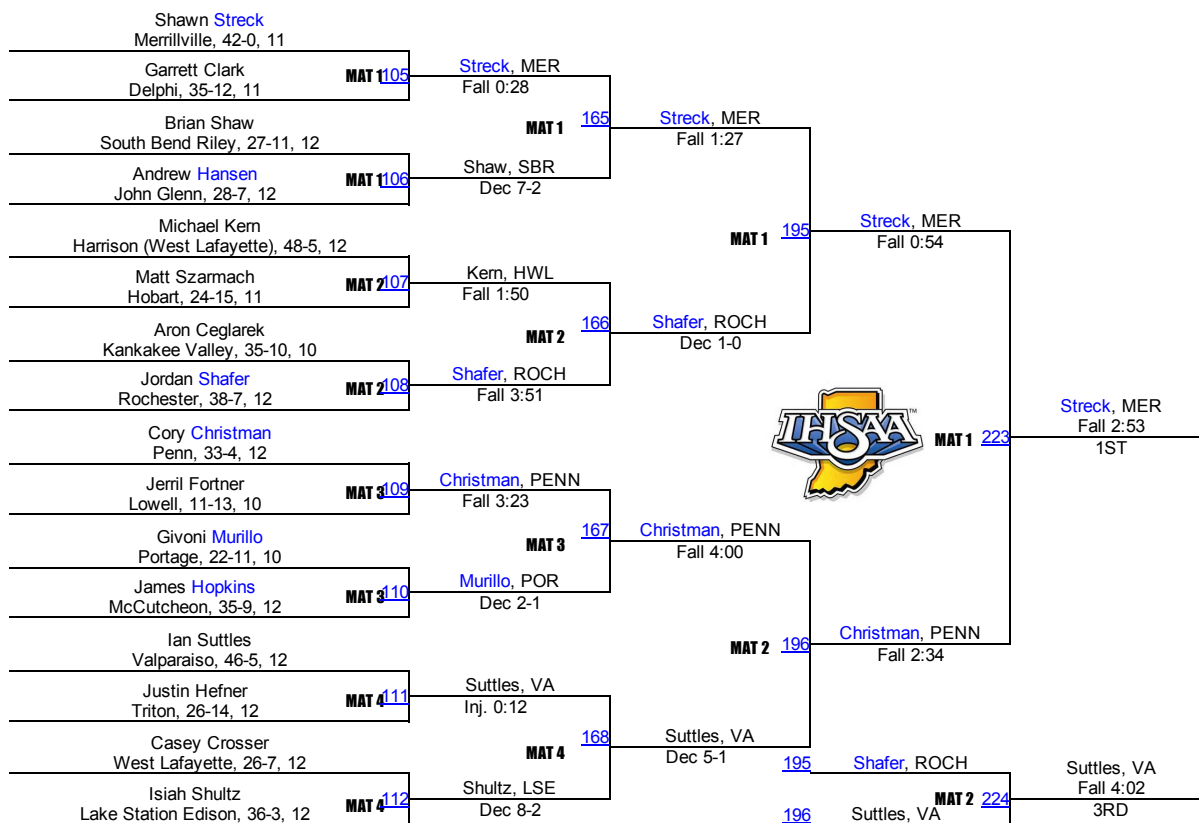 Shawn Streck
Merrillville, 42-0, 11
Garrett Clark
Delphi, 35-12, 11
MAT 1 105
Streck, MER
Fall 0:28
Brian Shaw
South Bend Riley, 27-11, 12
MAT 1 165
Streck, MER
Fall 1:27
Andrew Hansen
John Glenn, 28-7, 12
MAT 1 106
Shaw, SBR
Dec 7-2
Michael Kern
Harrison (West Lafayette), 48-5, 12
MAT 1 195
Streck, MER
Fall 0:54
Matt Szarmach
Hobart, 24-15, 11
MAT 2 107
Kern, HWL
Fall 1:50
Aron Ceglarek
Kankakee Valley, 35-10, 10
MAT 2 166
Shafer, ROCH
Dec 1-0
Jordan Shafer
Rochester, 38-7, 12
MAT 2 108
Shafer, ROCH
Fall 3:51
Cory Christman
Penn, 33-4, 12
IHSAA™
MAT 1 223
Streck, MER
Fall 2:53
1ST
Jerril Fortner
Lowell, 11-13, 10
MAT 3 109
Christman, PENN
Fall 3:23
Givoni Murillo
Portage, 22-11, 10
MAT 3 167
Christman, PENN
Fall 4:00
James Hopkins
McCutcheon, 35-9, 12
MAT 3 110
Murillo, POR
Dec 2-1
Ian Suttles
Valparaiso, 46-5, 12
MAT 2 196
Christman, PENN
Fall 2:34
Justin Hefner
Triton, 26-14, 12
MAT 4 111
Suttles, VA
Inj. 0:12
Casey Crosser
West Lafayette, 26-7, 12
MAT 4 168
Suttles, VA
Dec 5-1
Isiah Shultz
Lake Station Edison, 36-3, 12
MAT 4 112
Shultz, LSE
Dec 8-2
195
Shafer, ROCH
MAT 2 224
196
Suttles, VA
Suttles, VA
Fall 4:02
3RD